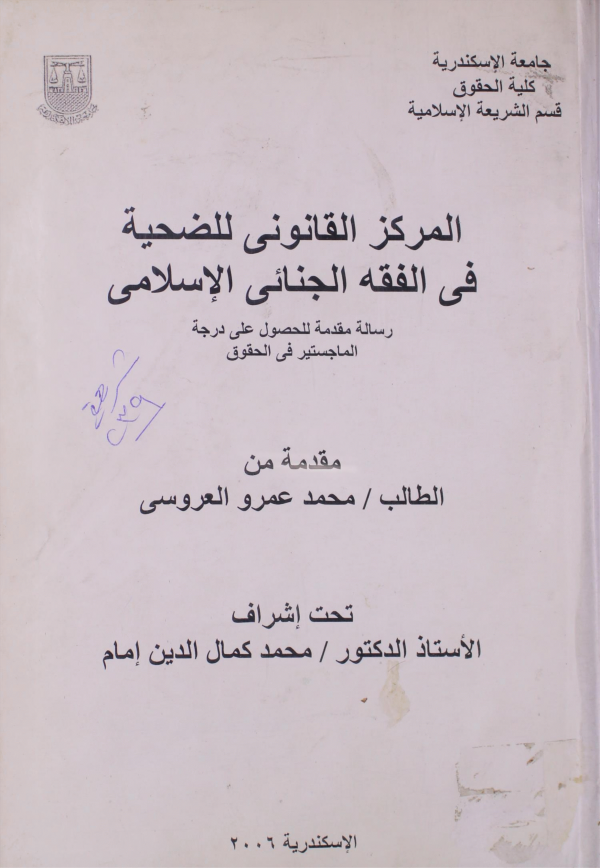 جامعة الإسكندرية
كلية الحقوق
قسم الشريعة الإسلامية
المركز القانونى للضحية
فى الفقه الجنائى الإسلامى
رسالة مقدمة للحصول على درجة
الماجستير فى الحقوق
شريعة
مقدمة من
الطالب / محمد عمرو العروسى
تحت إشراف
الأستاذ الدكتور / محمد كمال الدين إمام
الإسكندرية ٢٠٠٦